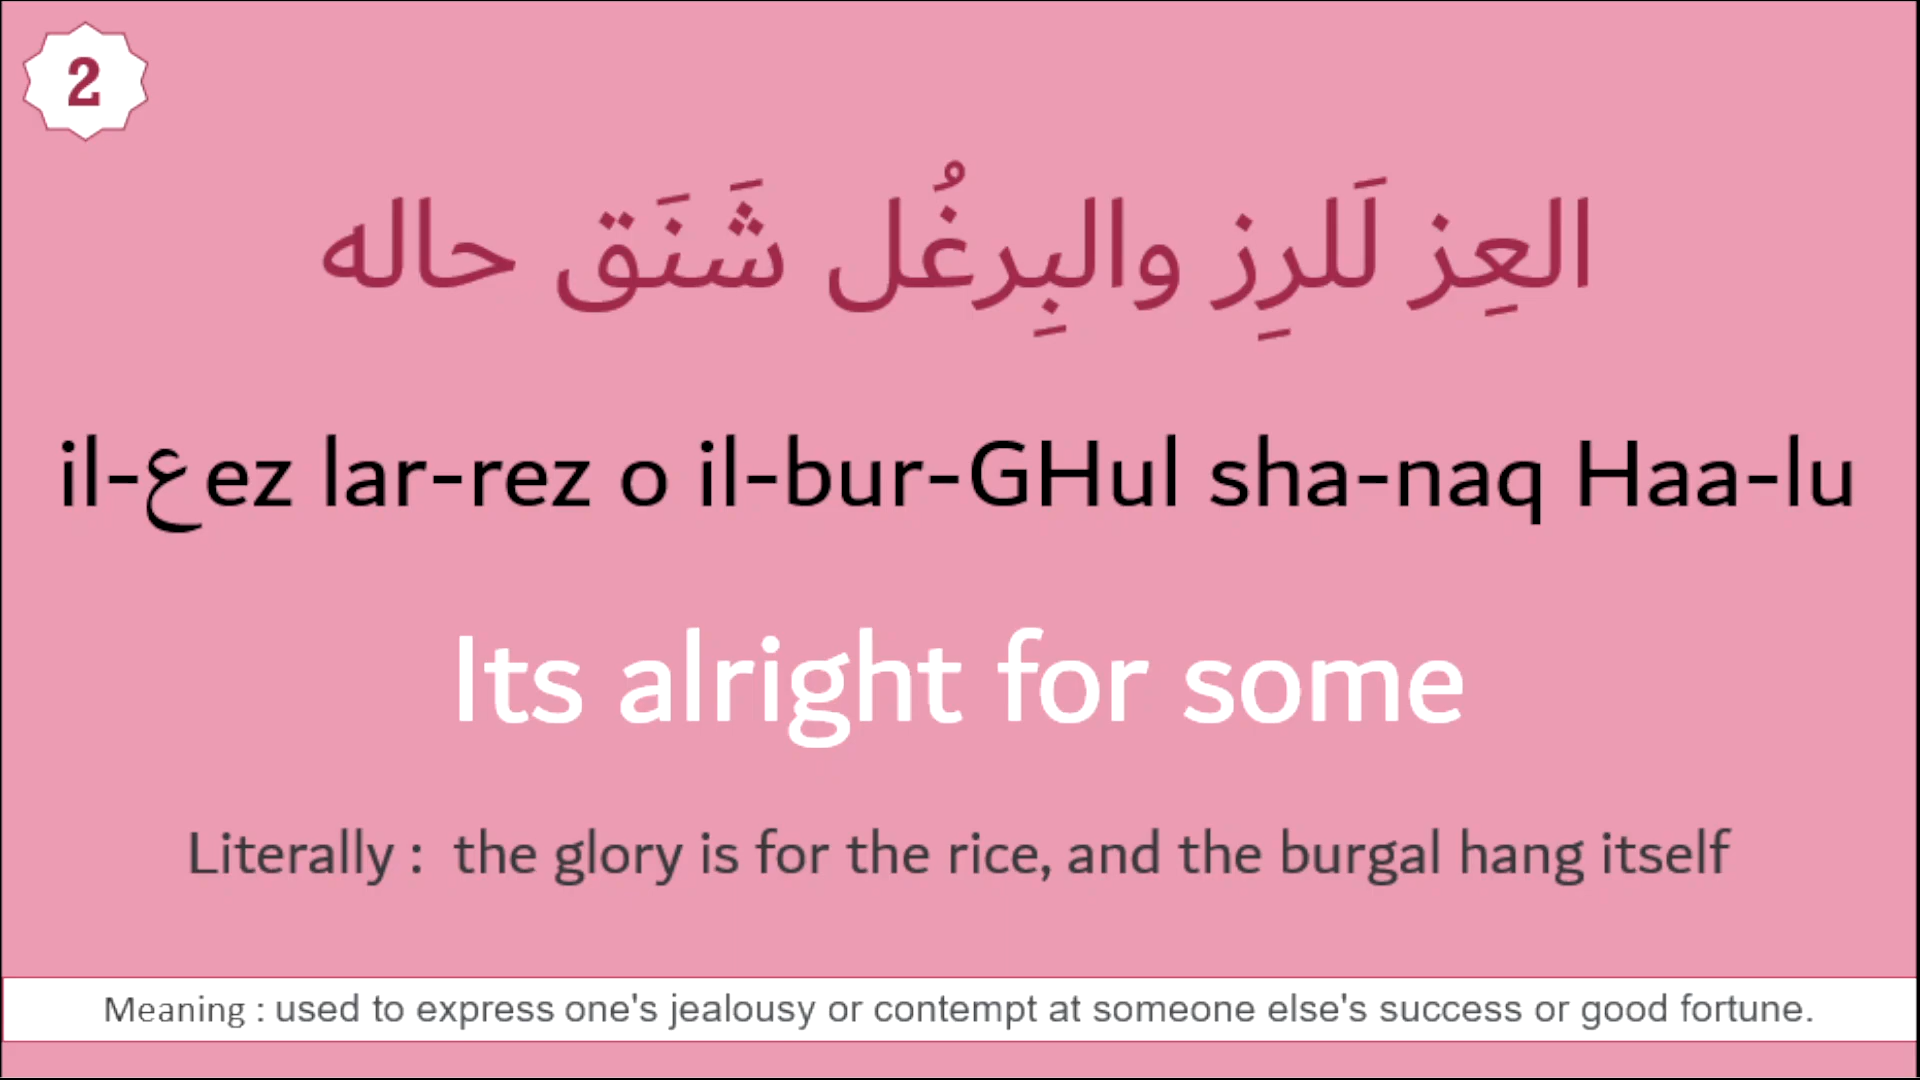 2
العِز لَلرِز والبِرغُل شَنَق حاله
il-عez lar-rez o il-bur-GHul sha-naq Haa-lu
Its alright for some
Literally : the glory is for the rice, and the burgal hang itself
Meaning : used to express one's jealousy or contempt at someone else's success or good fortune.